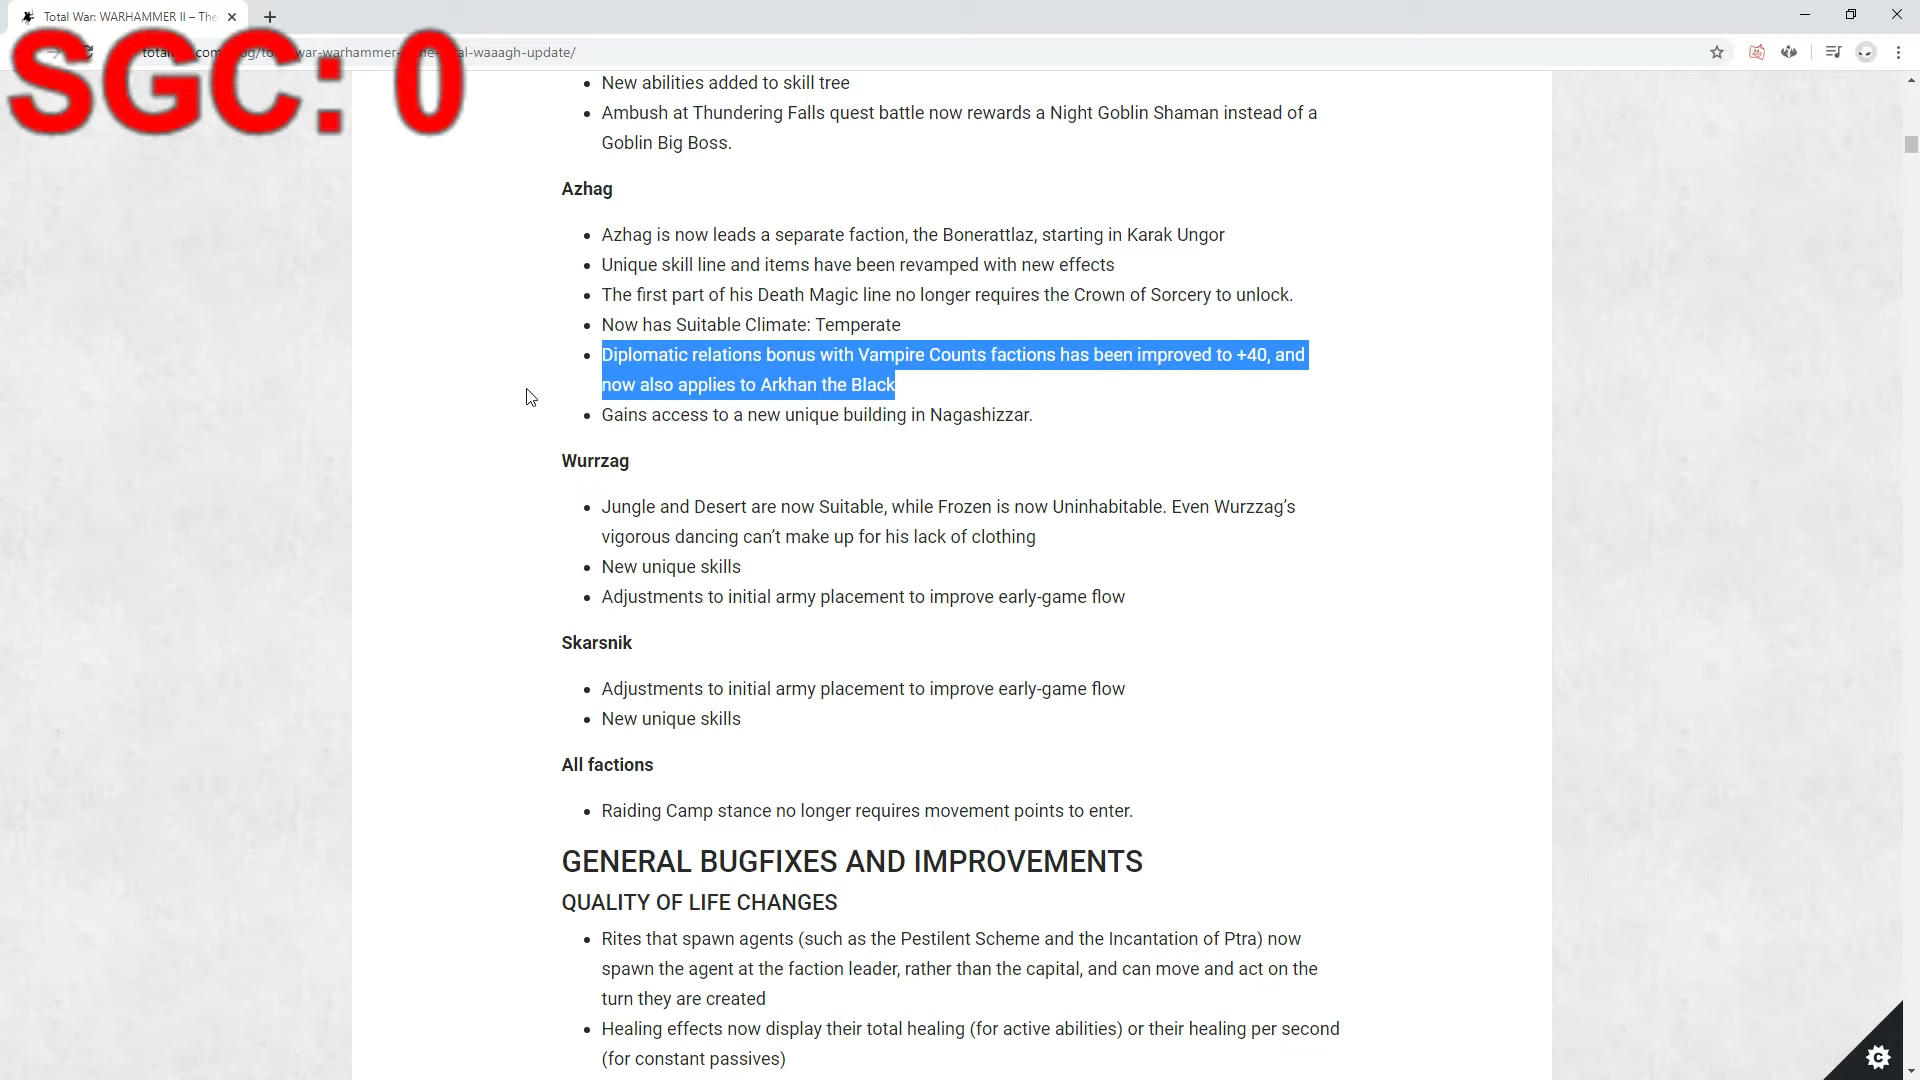 Total War: WARHAMMER II – The
SGC: 0
-waaagh-update/
New abilities added to skill tree
Ambush at Thundering Falls quest battle now rewards a Night Goblin Shaman instead of a
Goblin Big Boss.
Azhag
Azhag is now leads a separate faction, the Bonerattlaz, starting in Karak Ungor
Unique skill line and items have been revamped with new effects
The first part of his Death Magic line no longer requires the Crown of Sorcery to unlock.
Now has Suitable Climate: Temperate
Diplomatic relations bonus with Vampire Counts factions has been improved to +40, and
now also applies to Arkhan the Black
Gains access to a new unique building in Nagashizzar.
Wurrzag
Jungle and Desert are now Suitable, while Frozen is now Uninhabitable. Even Wurzzag’s
vigorous dancing can’t make up for his lack of clothing
New unique skills
Adjustments to initial army placement to improve early-game flow
Skarsnik
Adjustments to initial army placement to improve early-game flow
New unique skills
All factions
Raiding Camp stance no longer requires movement points to enter.
GENERAL BUGFIXES AND IMPROVEMENTS
QUALITY OF LIFE CHANGES
Rites that spawn agents (such as the Pestilent Scheme and the Incantation of Ptra) now
spawn the agent at the faction leader, rather than the capital, and can move and act on the
turn they are created
Healing effects now display their total healing (for active abilities) or their healing per second
(for constant passives)